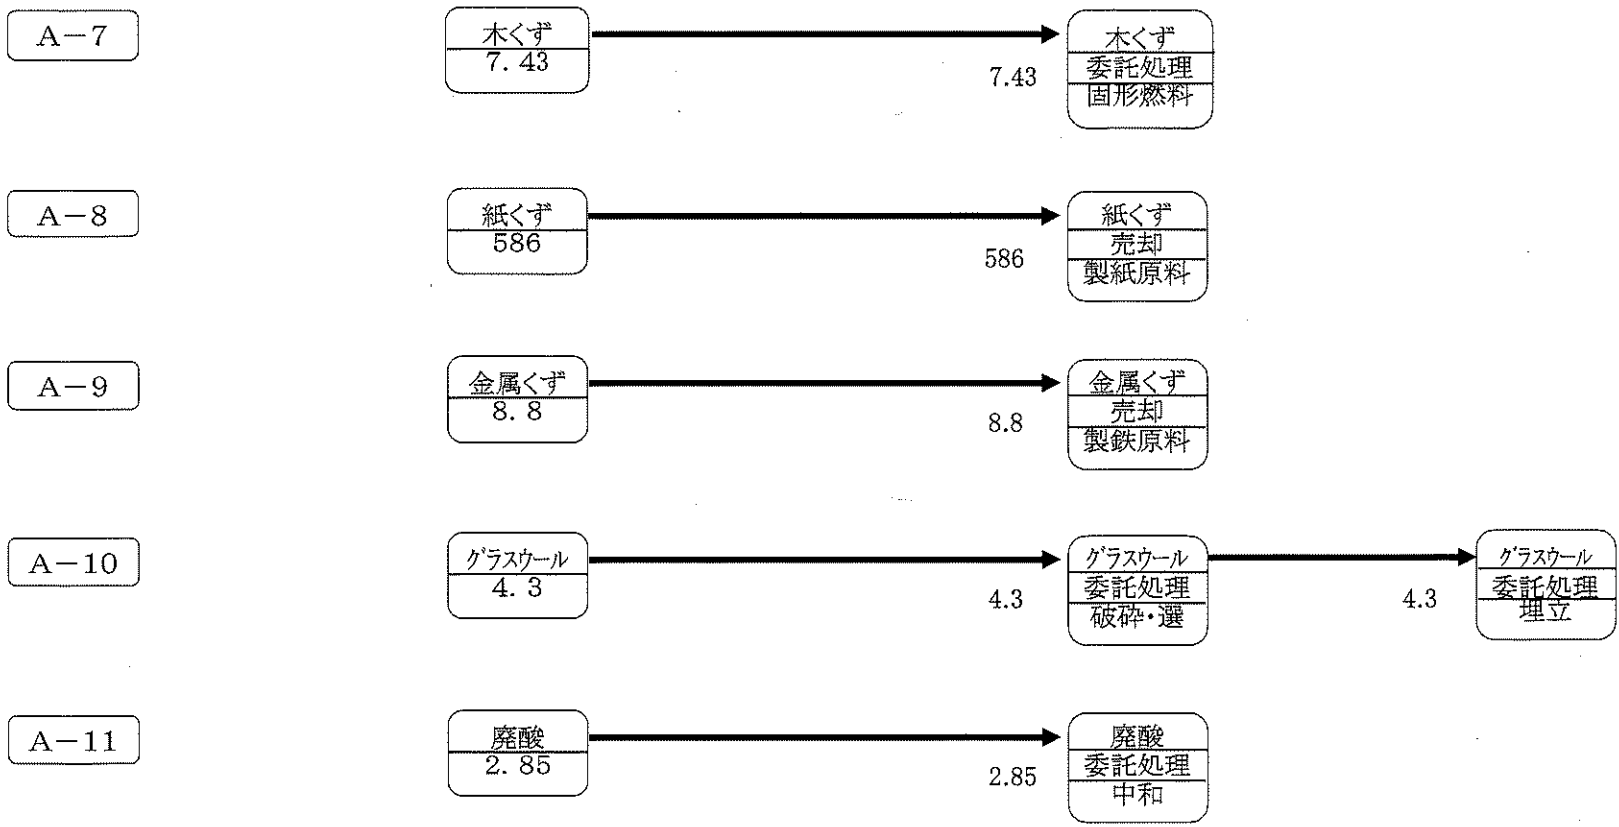 A－7
木くず
7. 43
7.43
木くず
委託処理
固形燃料
A－8
紙くず
586
586
紙くず
売却
製紙原料
A－9
金属くず
8. 8
8.8
金属くず
売却
製鉄原料
A－10
グラスウール
4. 3
4.3
グラスウール
委託処理
破砕・選
4.3
グラスウール
委託処理
埋立
A－11
廃酸
2. 85
2.85
廃酸
委託処理
中和